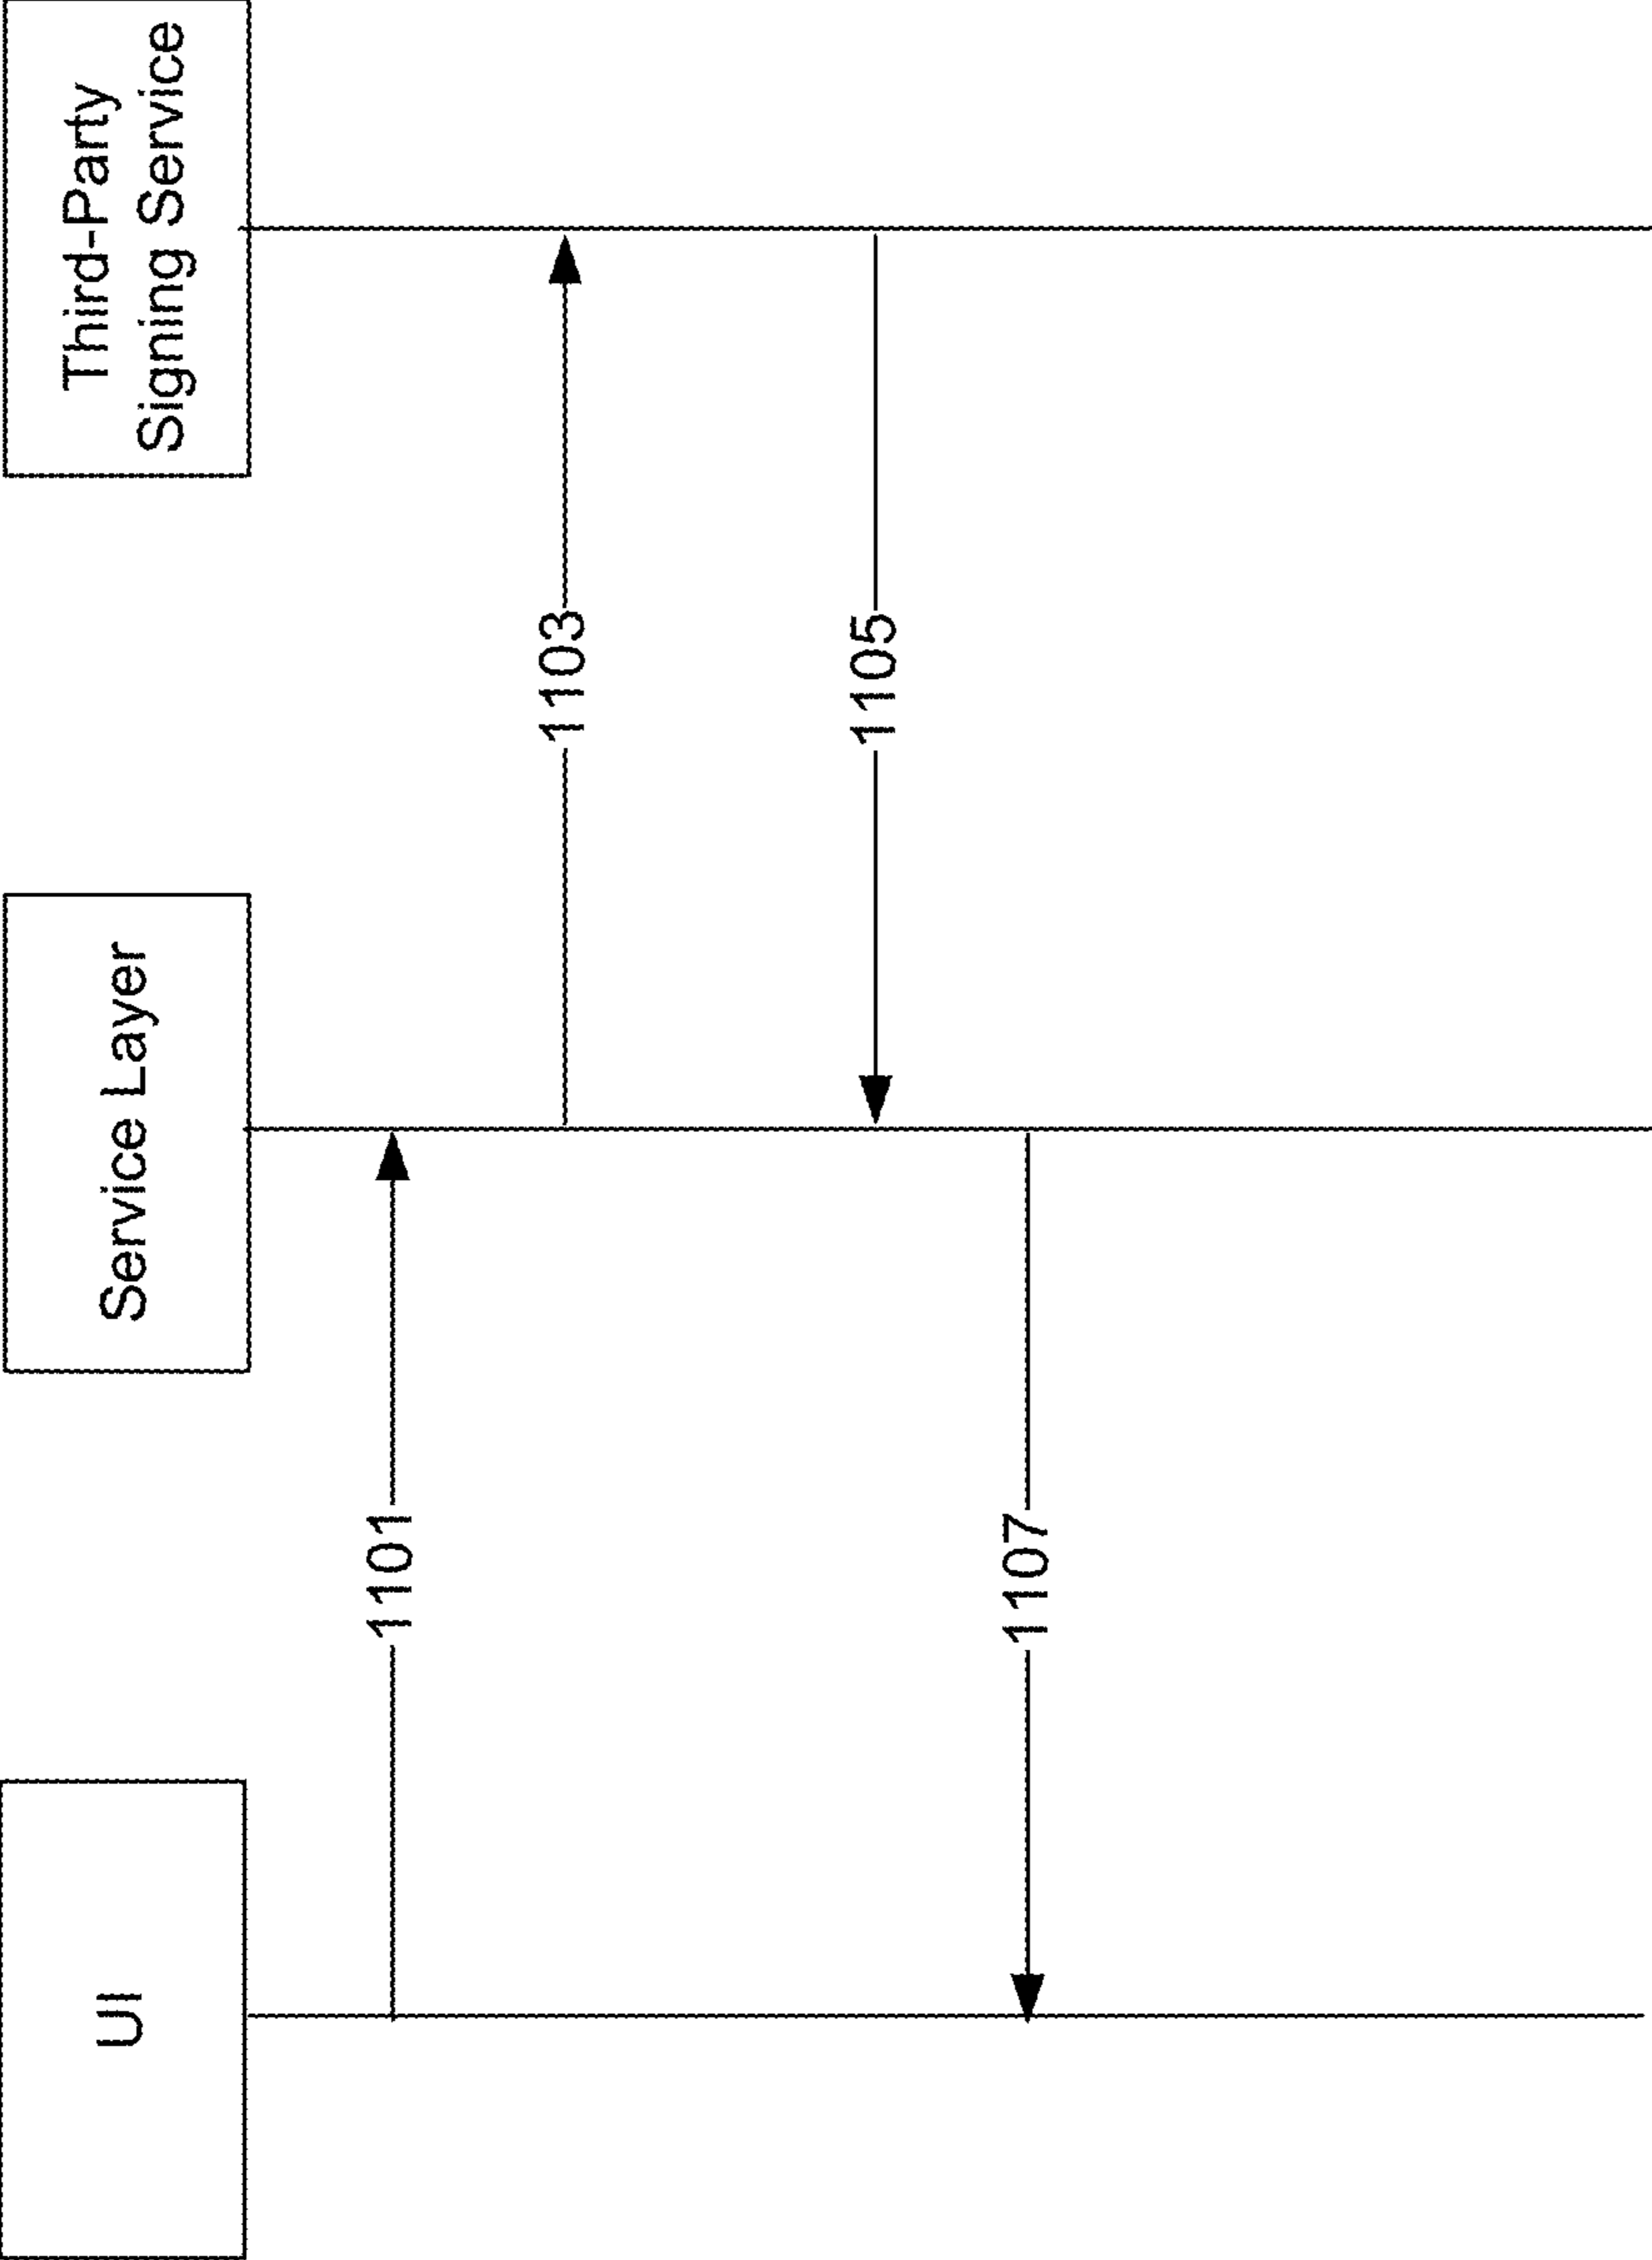 UI
Service Layer
Third-Party
Signing Service
1101
1103
1105
1107